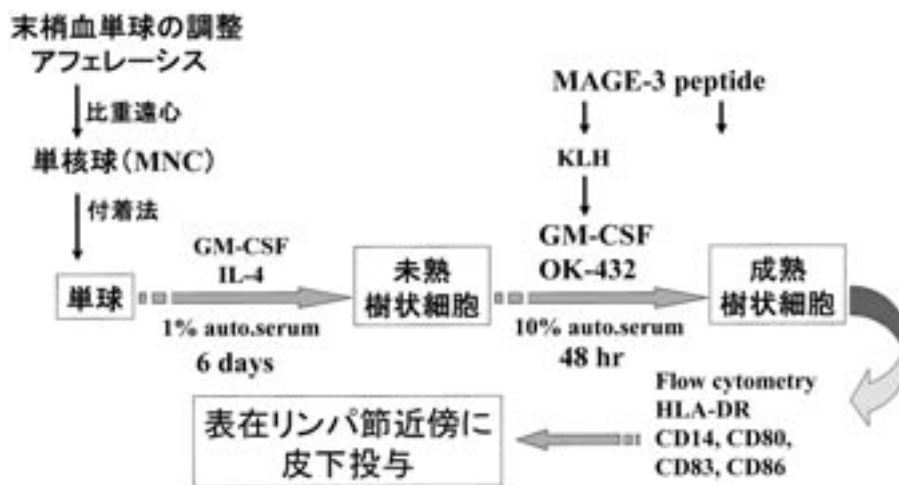 末梢血単球の調整
アフェレーシス
比重遠心
単核球(MNC)
付着法
単球
GM-CSF
IL-4
1% auto.serum
6 days
未熟
樹状細胞
MAGE-3 peptide
KLH
GM-CSF
OK-432
10% auto.serum
48 hr
成熟
樹状細胞
Flow cytometry
HLA-DR
CD14, CD80,
CD83, CD86
表在リンパ節近傍に
皮下投与